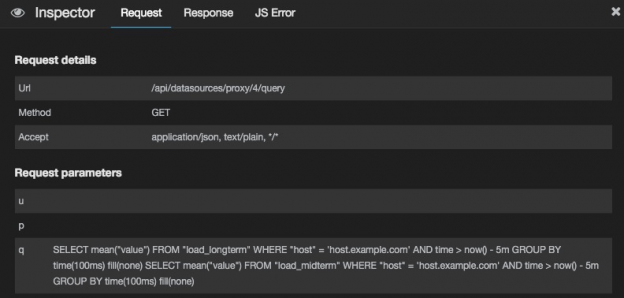 Inspector Request Response JS Error
Request details
Url /api/datasources/proxy/4/query
Method GET
Accept application/json, text/plain, */*
Request parameters
u
p
q SELECT mean("value") FROM "load_longterm" WHERE "host" = 'host.example.com' AND time > now() - 5m GROUP BY
time(100ms) fill(none) SELECT mean("value") FROM "load_midterm" WHERE "host" = 'host.example.com' AND time > now() - 5m
GROUP BY time(100ms) fill(none)